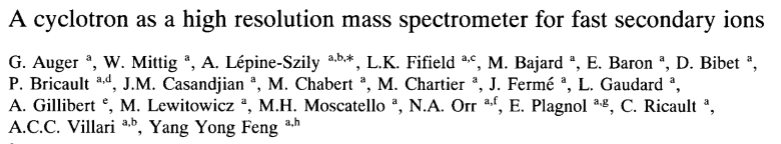 A cyclotron as a high resolution mass spectrometer for fast secondary ions
G. Auger a, W. Mittig a, A. Lépine-Szily a,b,*, L.K. Fifield a,c, M. Bajard a, E. Baron a, D. Bibet a,
P. Bricault a,d, J.M. Casandjian a, M. Chabert a, M. Chartier a, J. Fermé a, L. Gaudard a,
A. Gillibert e, M. Lewitowicz a, M.H. Moscatello a, N.A. Orr a,f, E. Plagnol a,g, C. Ricault a,
A.C.C. Villari a,b, Yang Yong Feng a,h